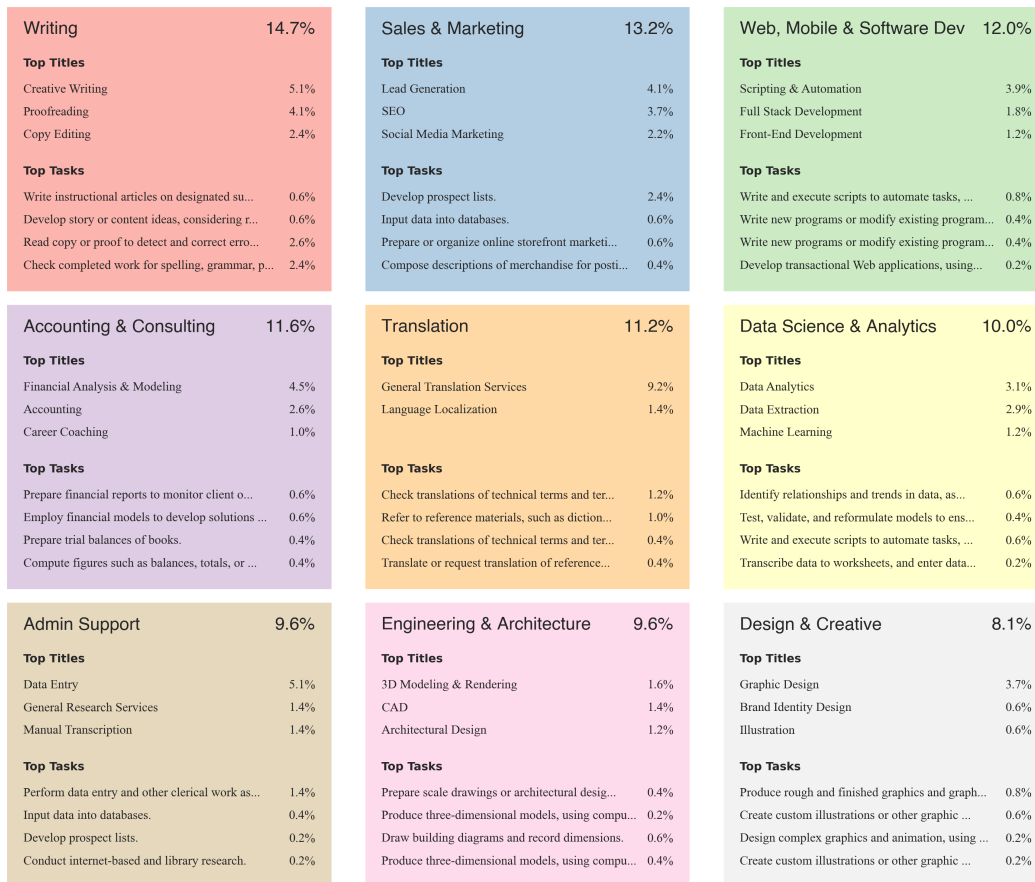 Writing 14.7%
Top Titles
Creative Writing 5.1%
Proofreading 4.1%
Copy Editing 2.4%
Top Tasks
Write instructional articles on designated su... 0.6%
Develop story or content ideas, considering r... 0.6%
Read copy or proof to detect and correct erro... 2.6%
Check completed work for spelling, grammar, p... 2.4%
Sales & Marketing 13.2%
Top Titles
Lead Generation 4.1%
SEO 3.7%
Social Media Marketing 2.2%
Top Tasks
Develop prospect lists. 2.4%
Input data into databases. 0.6%
Prepare or organize online storefront marketi... 0.6%
Compose descriptions of merchandise for posti... 0.4%
Web, Mobile & Software Dev 12.0%
Top Titles
Scripting & Automation 3.9%
Full Stack Development 1.8%
Front-End Development 1.2%
Top Tasks
Write and execute scripts to automate tasks, ... 0.8%
Write new programs or modify existing program... 0.4%
Write new programs or modify existing program... 0.4%
Develop transactional Web applications, using... 0.2%
Accounting & Consulting 11.6%
Top Titles
Financial Analysis & Modeling 4.5%
Accounting 2.6%
Career Coaching 1.0%
Top Tasks
Prepare financial reports to monitor client o... 0.6%
Employ financial models to develop solutions ... 0.6%
Prepare trial balances of books. 0.4%
Compute figures such as balances, totals, or ... 0.4%
Translation 11.2%
Top Titles
General Translation Services 9.2%
Language Localization 1.4%
Top Tasks
Check translations of technical terms and ter... 1.2%
Refer to reference materials, such as diction... 1.0%
Check translations of technical terms and ter... 0.4%
Translate or request translation of reference... 0.4%
Data Science & Analytics 10.0%
Top Titles
Data Analytics 3.1%
Data Extraction 2.9%
Machine Learning 1.2%
Top Tasks
Identify relationships and trends in data, as... 0.6%
Test, validate, and reformulate models to ens... 0.4%
Write and execute scripts to automate tasks, ... 0.6%
Transcribe data to worksheets, and enter data... 0.2%
Admin Support 9.6%
Top Titles
Data Entry 5.1%
General Research Services 1.4%
Manual Transcription 1.4%
Top Tasks
Perform data entry and other clerical work as... 1.4%
Input data into databases. 0.4%
Develop prospect lists. 0.2%
Conduct internet-based and library research. 0.2%
Engineering & Architecture 9.6%
Top Titles
3D Modeling & Rendering 1.6%
CAD 1.4%
Architectural Design 1.2%
Top Tasks
Prepare scale drawings or architectural desig... 0.4%
Produce three-dimensional models, using compu... 0.2%
Draw building diagrams and record dimensions. 0.6%
Produce three-dimensional models, using compu... 0.4%
Design & Creative 8.1%
Top Titles
Graphic Design 3.7%
Brand Identity Design 0.6%
Illustration 0.6%
Top Tasks
Produce rough and finished graphics and graph... 0.8%
Create custom illustrations or other graphic ... 0.6%
Design complex graphics and animation, using ... 0.2%
Create custom illustrations or other graphic ... 0.2%